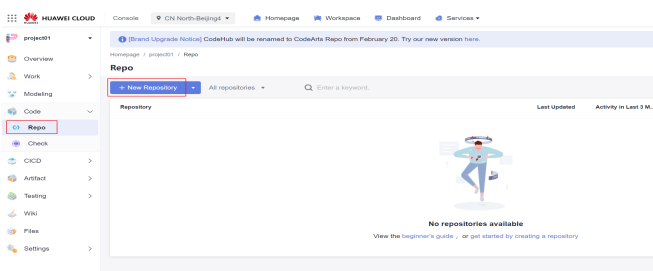 HUAWEI CLOUD Console CN North-Beijing4 Homepage Workspace Dashboard Services
project01
[Brand Upgrade Notice] CodeHub will be renamed to CodeArts Repo from February 20. Try our new version here.
Homepage / project01 / Repo
Overview
Repo
Work
+ New Repository All repositories Enter a keyword.
Modeling
Repository Last Updated Activity in Last 3 M...
Code
Repo
Check
CICD
Artifact
Testing
Wiki
No repositories available
Files
View the beginner's guide , or get started by creating a repository
Settings